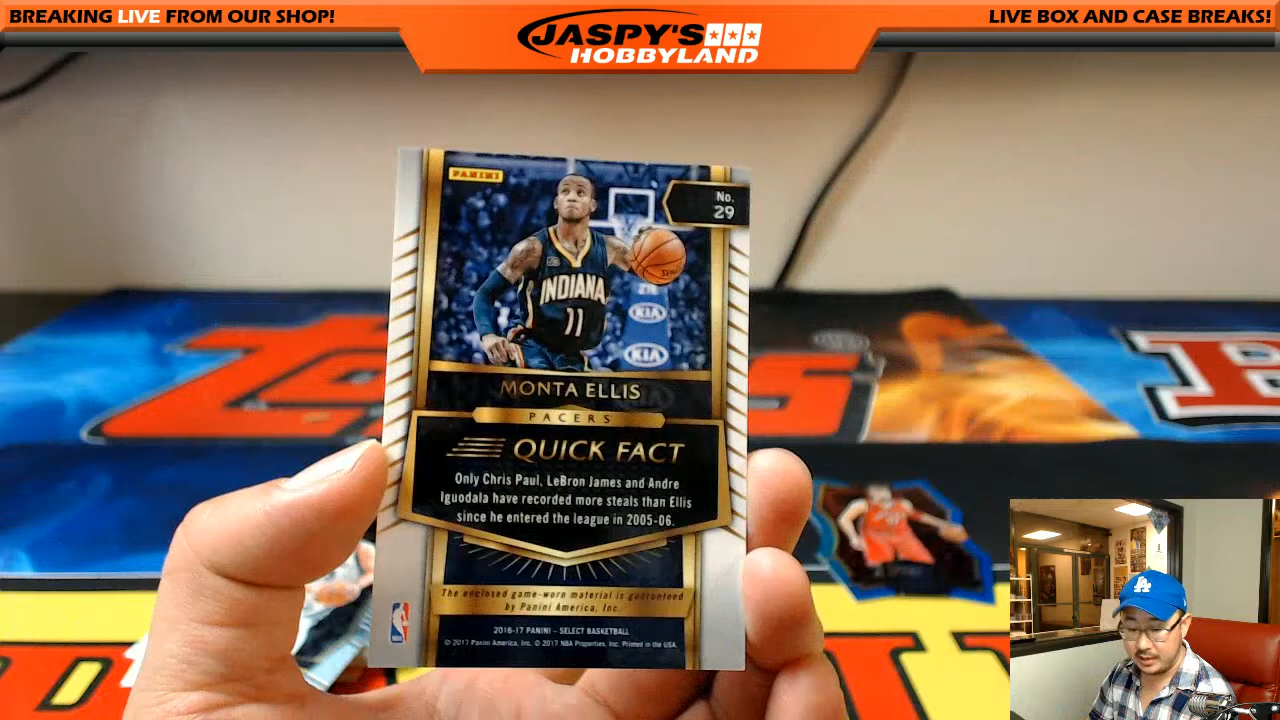 BREAKING LIVE FROM OUR SHOP!
JASPY'S
HOBBYLAND
LIVE BOX AND CASE BREAKS!
PANINI
No.
29
INDIANA
11
KIA
KIA
MONTA ELLIS
PACERS
QUICK FACT
Only Chris Paul, LeBron James and Andre
Iguodala have recorded more steals than Ellis
since he entered the league in 2005-06.
The enclosed game-worn material is guaranteed
by Panini America, Inc.
2016-17 PANINI – SELECT BASKETBALL
© 2017 Panini America, Inc. © 2017 NBA Properties, Inc. Printed in the USA.
LA